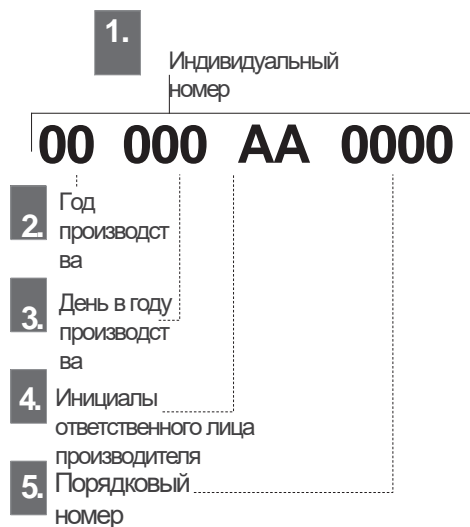 1.
Индивидуальный
номер
00 000 AA 0000
2.
Год
производст
ва
3.
День в году
производст
ва
4.
Инициалы
ответственного лица
производителя
5.
Порядковый
номер